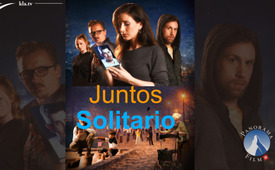 kla.tv
Juntos
Solitario
PANORAMA
FILM